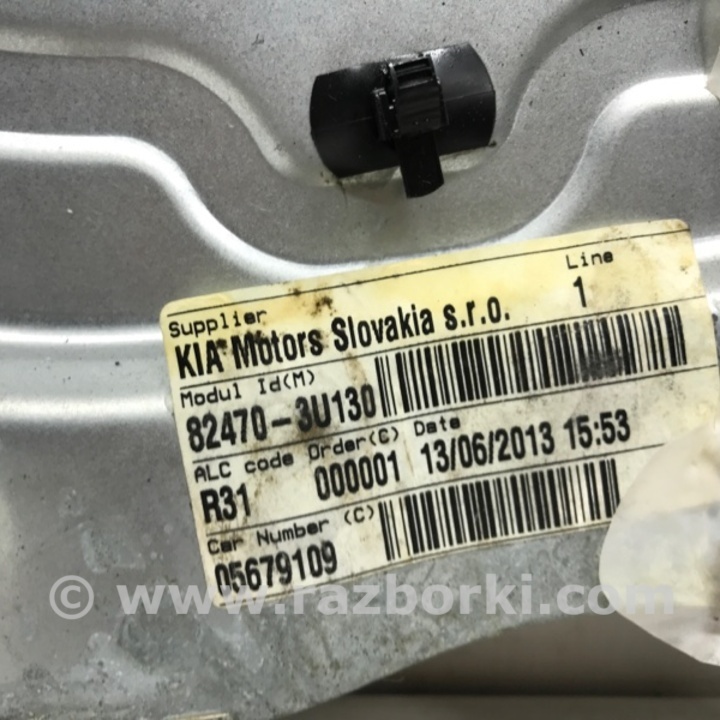 Supplier
Line
KIA Motors Slovakia s.r.o.
1
Modul Id(M)
82470-3U130
ALC code Order(C) Date
R31 000001 13/06/2013 15:53
Car Number (C)
05679109
© www.razborki.com